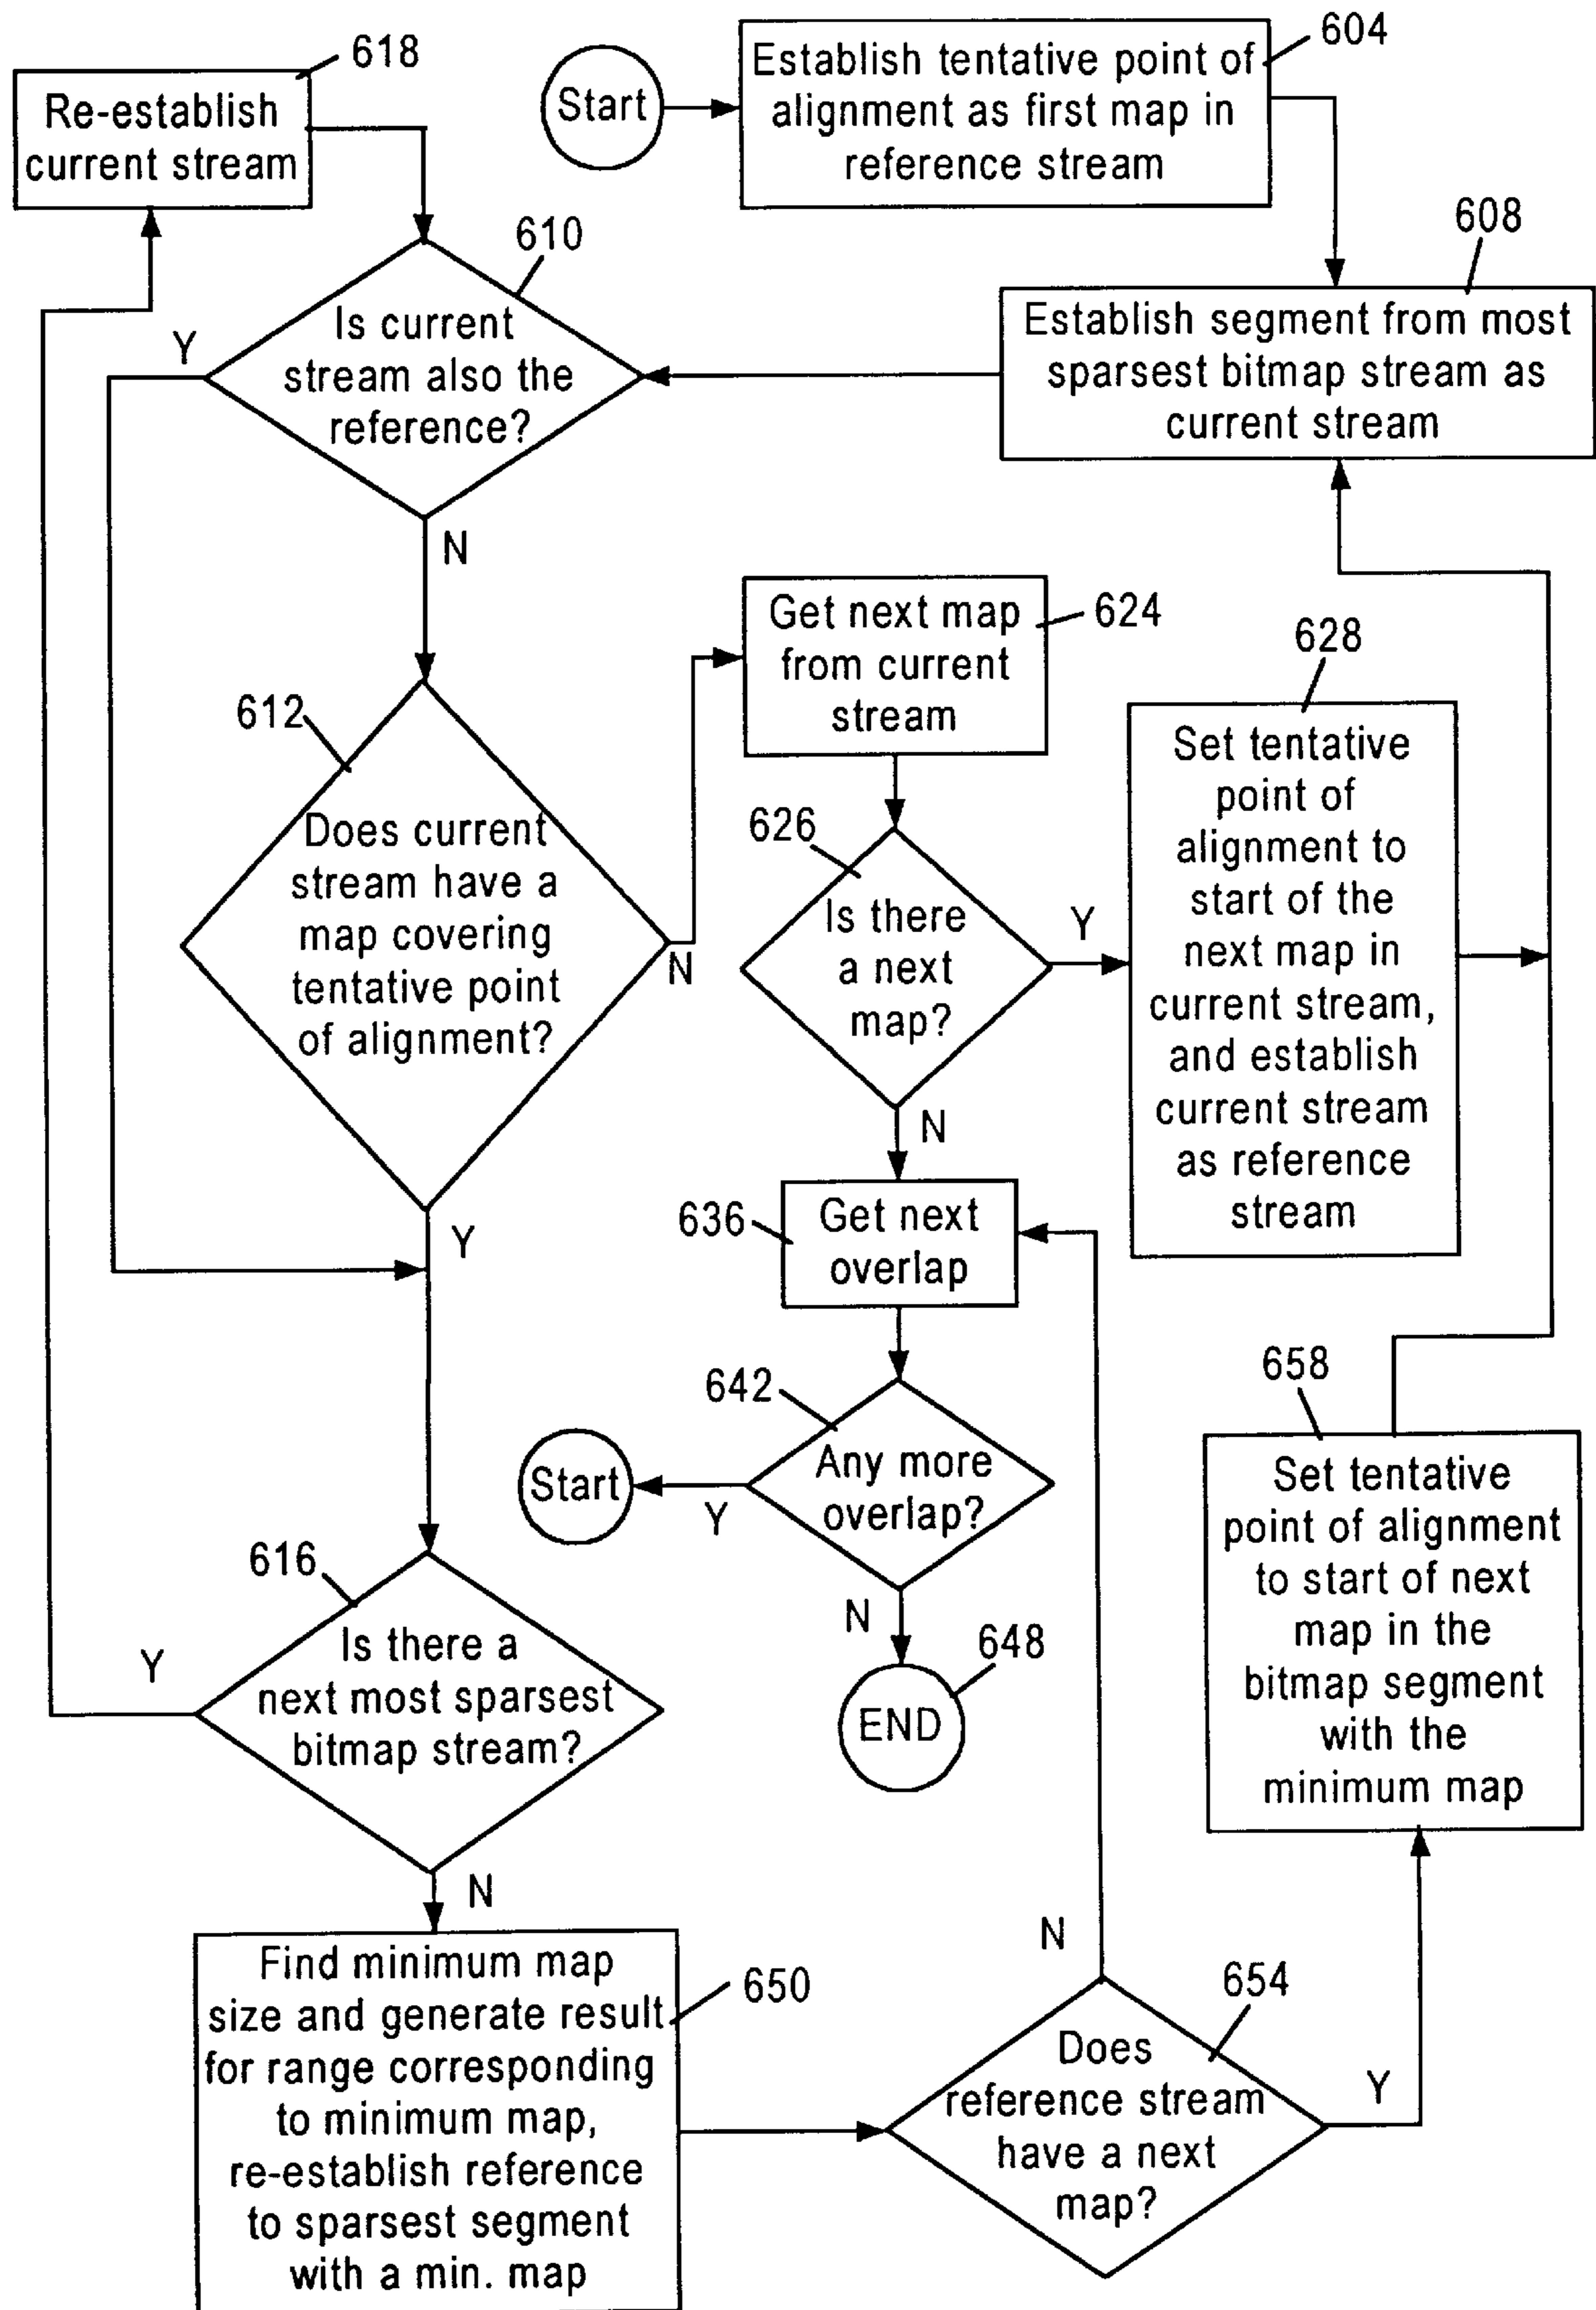 618
Re-establish
current stream
Start
604
Establish tentative point of
alignment as first map in
reference stream
608
Establish segment from most
sparsest bitmap stream as
current stream
610
Is current
stream also the
reference?
Y
N
612
Does current
stream have a
map covering
tentative point
of alignment?
N
Y
624
Get next map
from current
stream
626
Is there
a next
map?
Y
N
628
Set tentative
point of
alignment to
start of the
next map in
current stream,
and establish
current stream
as reference
stream
636
Get next
overlap
642
Any more
overlap?
Y
Start
N
648
END
616
Is there a
next most sparsest
bitmap stream?
Y
N
650
Find minimum map
size and generate result
for range corresponding
to minimum map,
re-establish reference
to sparsest segment
with a min. map
654
Does
reference stream
have a next
map?
N
Y
658
Set tentative
point of alignment
to start of next
map in the
bitmap segment
with the
minimum map